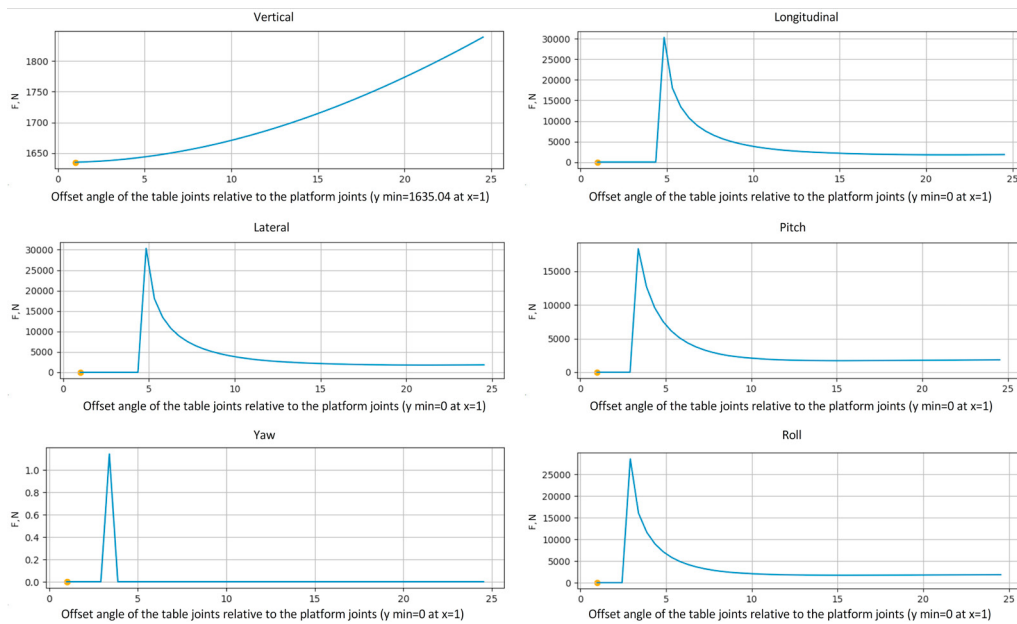 Vertical
F, N
1800
1750
1700
1650
0 5 10 15 20 25
Offset angle of the table joints relative to the platform joints (y min=1635.04 at x=1)
Longitudinal
F, N
30000
25000
20000
15000
10000
5000
0
0 5 10 15 20 25
Offset angle of the table joints relative to the platform joints (y min=0 at x=1)
Lateral
F, N
30000
25000
20000
15000
10000
5000
0
0 5 10 15 20 25
Offset angle of the table joints relative to the platform joints (y min=0 at x=1)
Pitch
F, N
15000
10000
5000
0
0 5 10 15 20 25
Offset angle of the table joints relative to the platform joints (y min=0 at x=1)
Yaw
F, N
1.0
0.8
0.6
0.4
0.2
0.0
0 5 10 15 20 25
Offset angle of the table joints relative to the platform joints (y min=0 at x=1)
Roll
F, N
25000
20000
15000
10000
5000
0
0 5 10 15 20 25
Offset angle of the table joints relative to the platform joints (y min=0 at x=1)